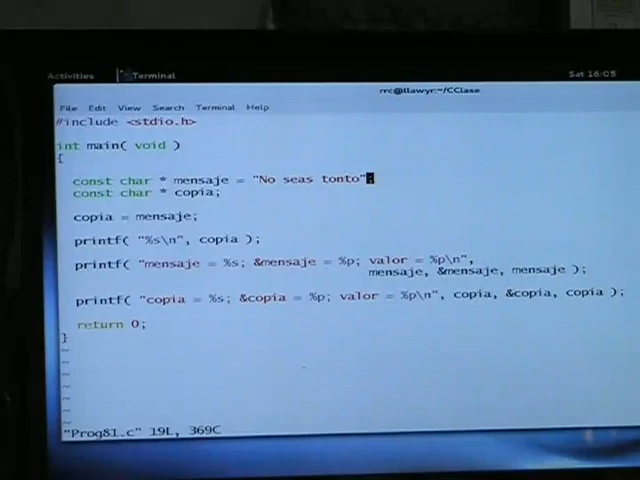 Activities Terminal Sat 16:05
rrc@llawyr:~/CClase
File Edit View Search Terminal Help
#include <stdio.h>
int main( void )
{
const char * mensaje = "No seas tonto";
const char * copia;
copia = mensaje;
printf( "%s\n", copia );
printf( "mensaje = %s; &mensaje = %p; valor = %p\n",
mensaje, &mensaje, mensaje );
printf( "copia = %s; &copia = %p; valor = %p\n", copia, &copia, copia );
return 0;
}
~
~
~
~
~
~
~
"Prog81.c" 19L, 369C